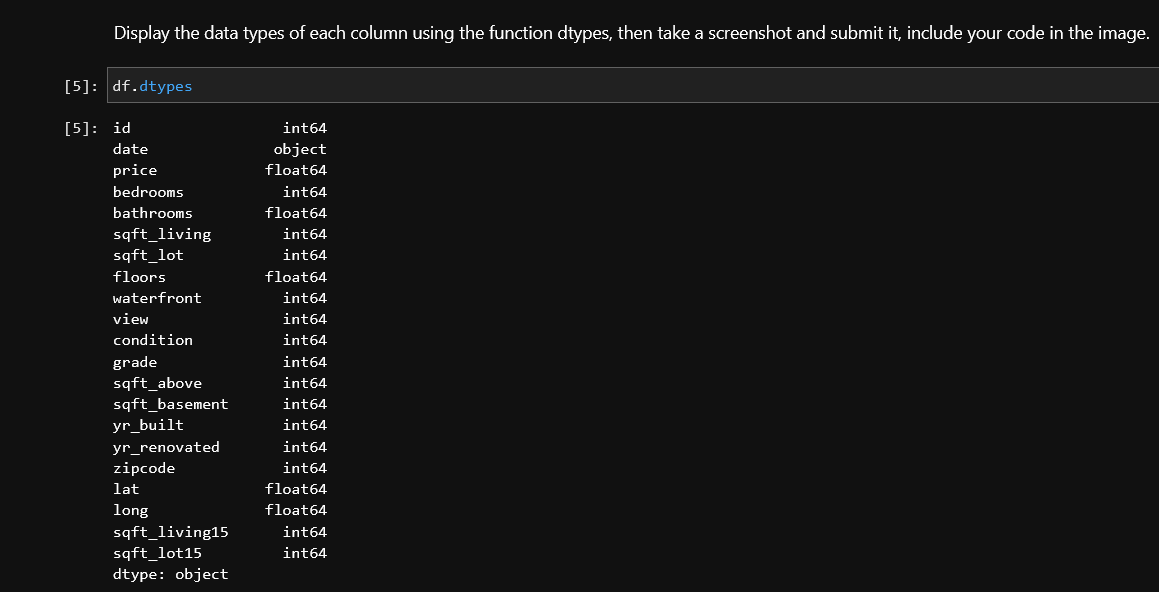 Display the data types of each column using the function dtypes, then take a screenshot and submit it, include your code in the image.
[5]: df.dtypes
[5]: id int64
date object
price float64
bedrooms int64
bathrooms float64
sqft_living int64
sqft_lot int64
floors float64
waterfront int64
view int64
condition int64
grade int64
sqft_above int64
sqft_basement int64
yr_built int64
yr_renovated int64
zipcode int64
lat float64
long float64
sqft_living15 int64
sqft_lot15 int64
dtype: object